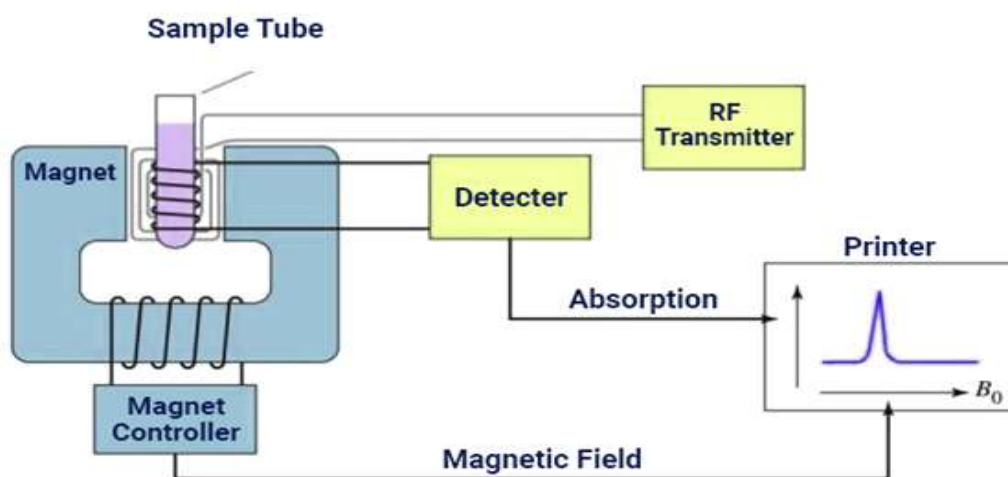 Sample Tube
RF
Transmitter
Magnet
Detecter
Printer
Absorption
B₀
Magnet
Controller
Magnetic Field